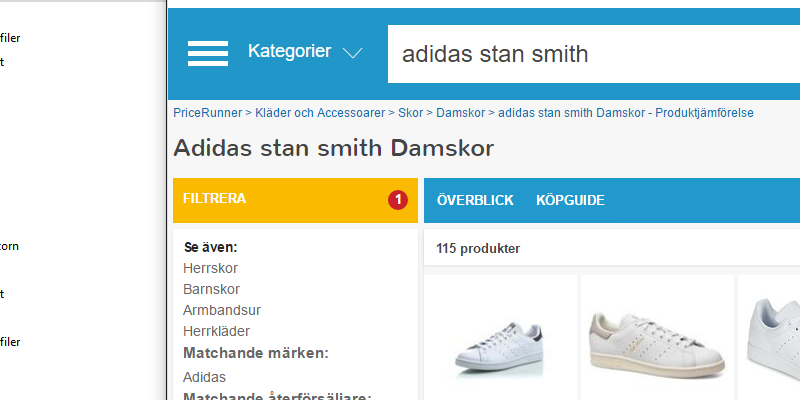 filer
Kategorier
adidas stan smith
PriceRunner > Kläder och Accessoarer > Skor > Damskor > adidas stan smith Damskor - Produktjämförelse
Adidas stan smith Damskor
FILTRERA
1
ÖVERBLICK KÖPGUIDE
Se även:
115 produkter
Herrskor
Barnskor
Armbandsur
Herrkläder
Matchande märken:
Adidas
Matchande återförsäljare:
torn
t
filer